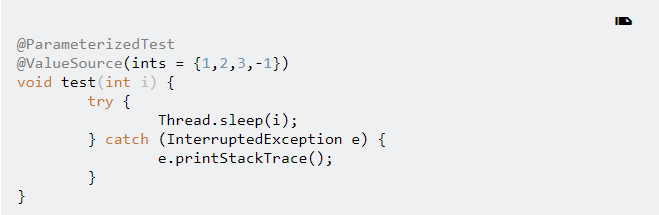 @ParameterizedTest
@ValueSource(ints = {1,2,3,-1})
void test(int i) {
        try {
                Thread.sleep(i);
        } catch (InterruptedException e) {
                e.printStackTrace();
        }
}